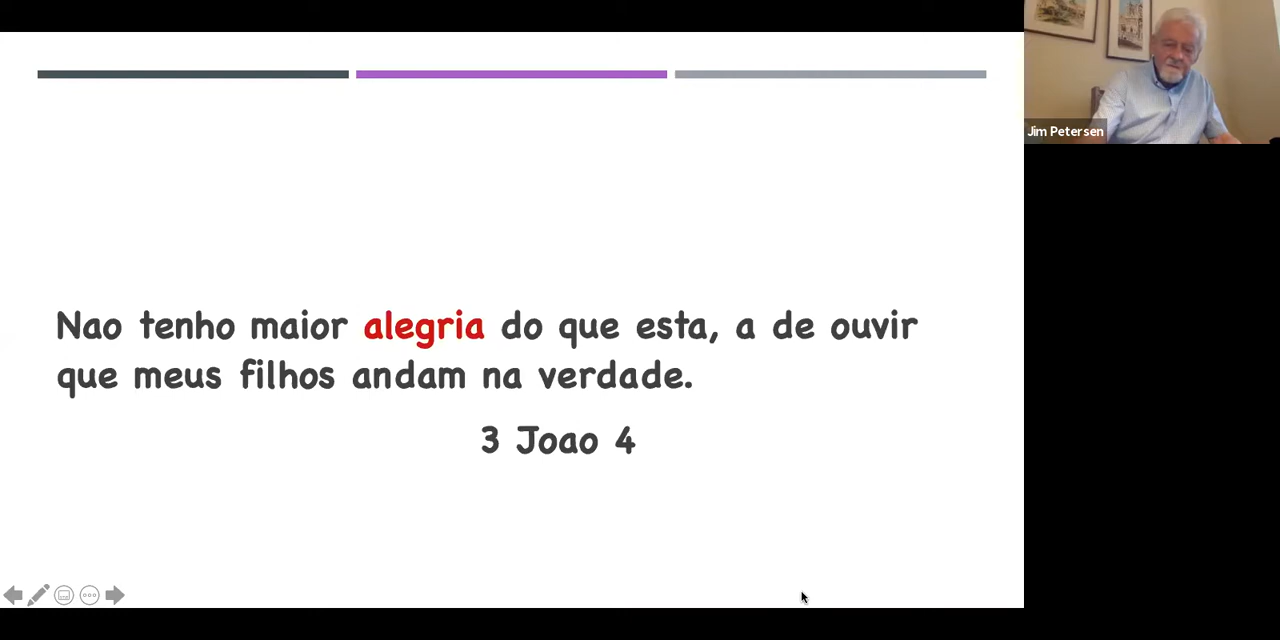 Nao tenho maior alegria do que esta, a de ouvir
que meus filhos andam na verdade.
3 Joao 4
Jim Petersen